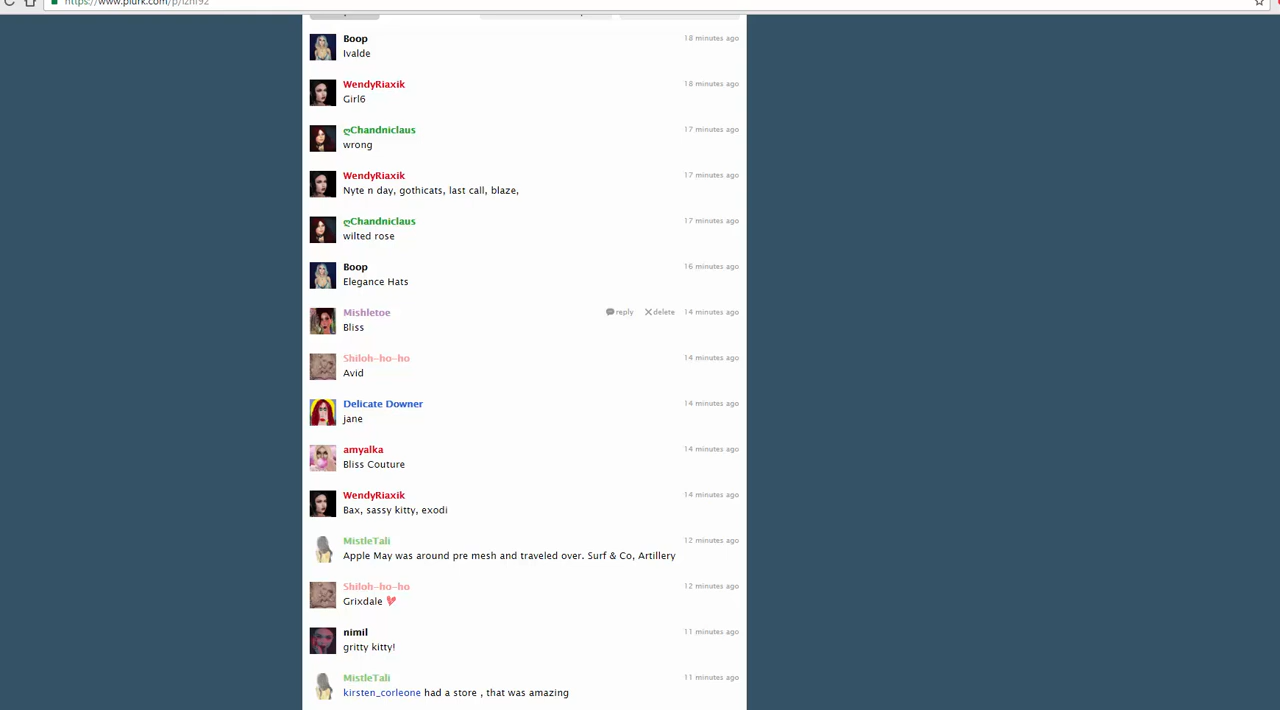 https://www.plurk.com/p/lzhf92
Boop 18 minutes ago
Ivalde
WendyRiaxik 18 minutes ago
Girl6
ღChandniclaus 17 minutes ago
wrong
WendyRiaxik 17 minutes ago
Nyte n day, gothicats, last call, blaze,
ღChandniclaus 17 minutes ago
wilted rose
Boop 16 minutes ago
Elegance Hats
Mishletoe reply delete 14 minutes ago
Bliss
Shiloh-ho-ho 14 minutes ago
Avid
Delicate Downer 14 minutes ago
jane
amyalka 14 minutes ago
Bliss Couture
WendyRiaxik 14 minutes ago
Bax, sassy kitty, exodi
MistleTali 12 minutes ago
Apple May was around pre mesh and traveled over. Surf & Co, Artillery
Shiloh-ho-ho 12 minutes ago
Grixdale
nimil 11 minutes ago
gritty kitty!
MistleTali 11 minutes ago
kirsten_corleone had a store , that was amazing